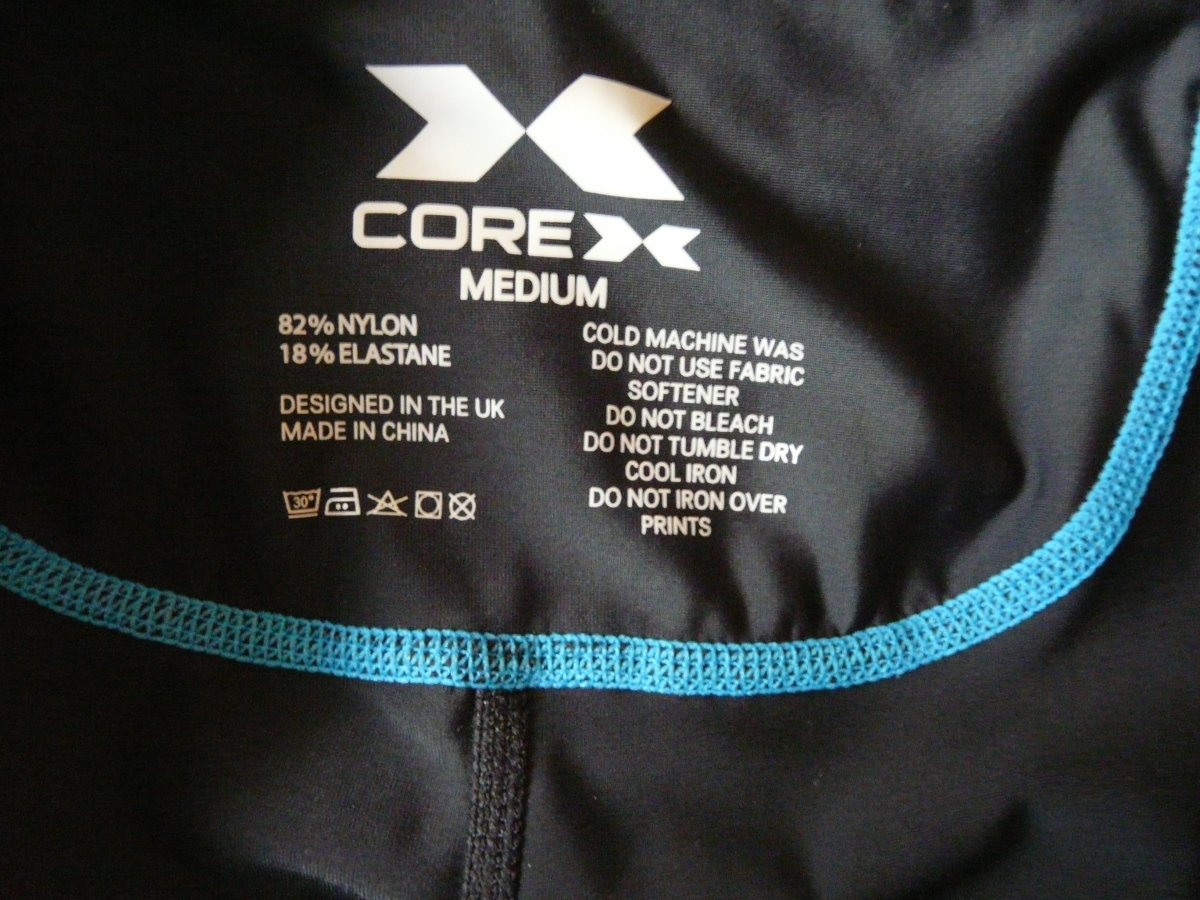 COREX
MEDIUM
82% NYLON
18% ELASTANE
DESIGNED IN THE UK
MADE IN CHINA
30°
COLD MACHINE WAS
DO NOT USE FABRIC
SOFTENER
DO NOT BLEACH
DO NOT TUMBLE DRY
COOL IRON
DO NOT IRON OVER
PRINTS